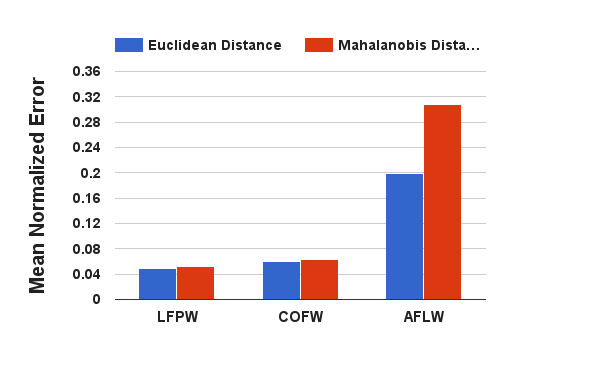 Euclidean Distance
Mahalanobis Dista...
Mean Normalized Error
0.36
0.32
0.28
0.24
0.2
0.16
0.12
0.08
0.04
0
LFPW
COFW
AFLW